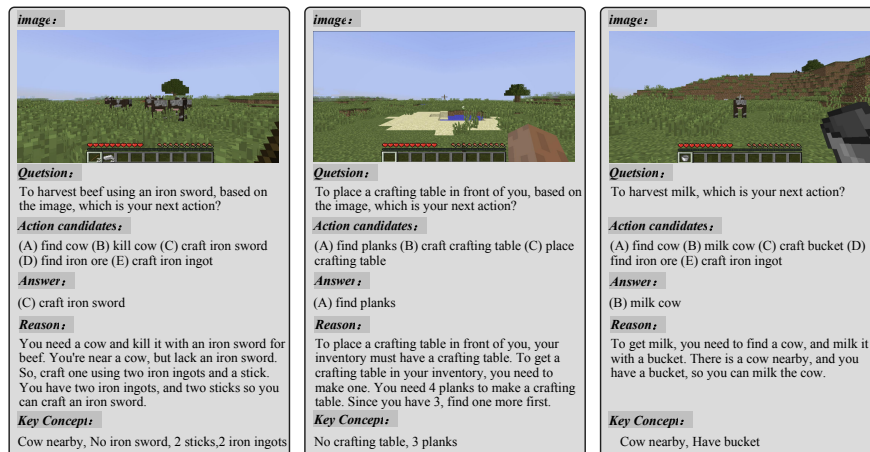 image:
Quetsion:
To harvest beef using an iron sword, based on
the image, which is your next action?
Action candidates:
(A) find cow (B) kill cow (C) craft iron sword
(D) find iron ore (E) craft iron ingot
Answer:
(C) craft iron sword
Reason:
You need a cow and kill it with an iron sword for
beef. You're near a cow, but lack an iron sword.
So, craft one using two iron ingots and a stick.
You have two iron ingots, and two sticks so you
can craft an iron sword.
Key Concept:
Cow nearby, No iron sword, 2 sticks,2 iron ingots
image:
Quetsion:
To place a crafting table in front of you, based on
the image, which is your next action?
Action candidates:
(A) find planks (B) craft crafting table (C) place
crafting table
Answer:
(A) find planks
Reason:
To place a crafting table in front of you, your
inventory must have a crafting table. To get a
crafting table in your inventory, you need to
make one. You need 4 planks to make a crafting
table. Since you have 3, find one more first.
Key Concept:
No crafting table, 3 planks
image:
Quetsion:
To harvest milk, which is your next action?
Action candidates:
(A) find cow (B) milk cow (C) craft bucket (D)
find iron ore (E) craft iron ingot
Answer:
(B) milk cow
Reason:
To get milk, you need to find a cow, and milk it
with a bucket. There is a cow nearby, and you
have a bucket, so you can milk the cow.
Key Concept:
Cow nearby, Have bucket